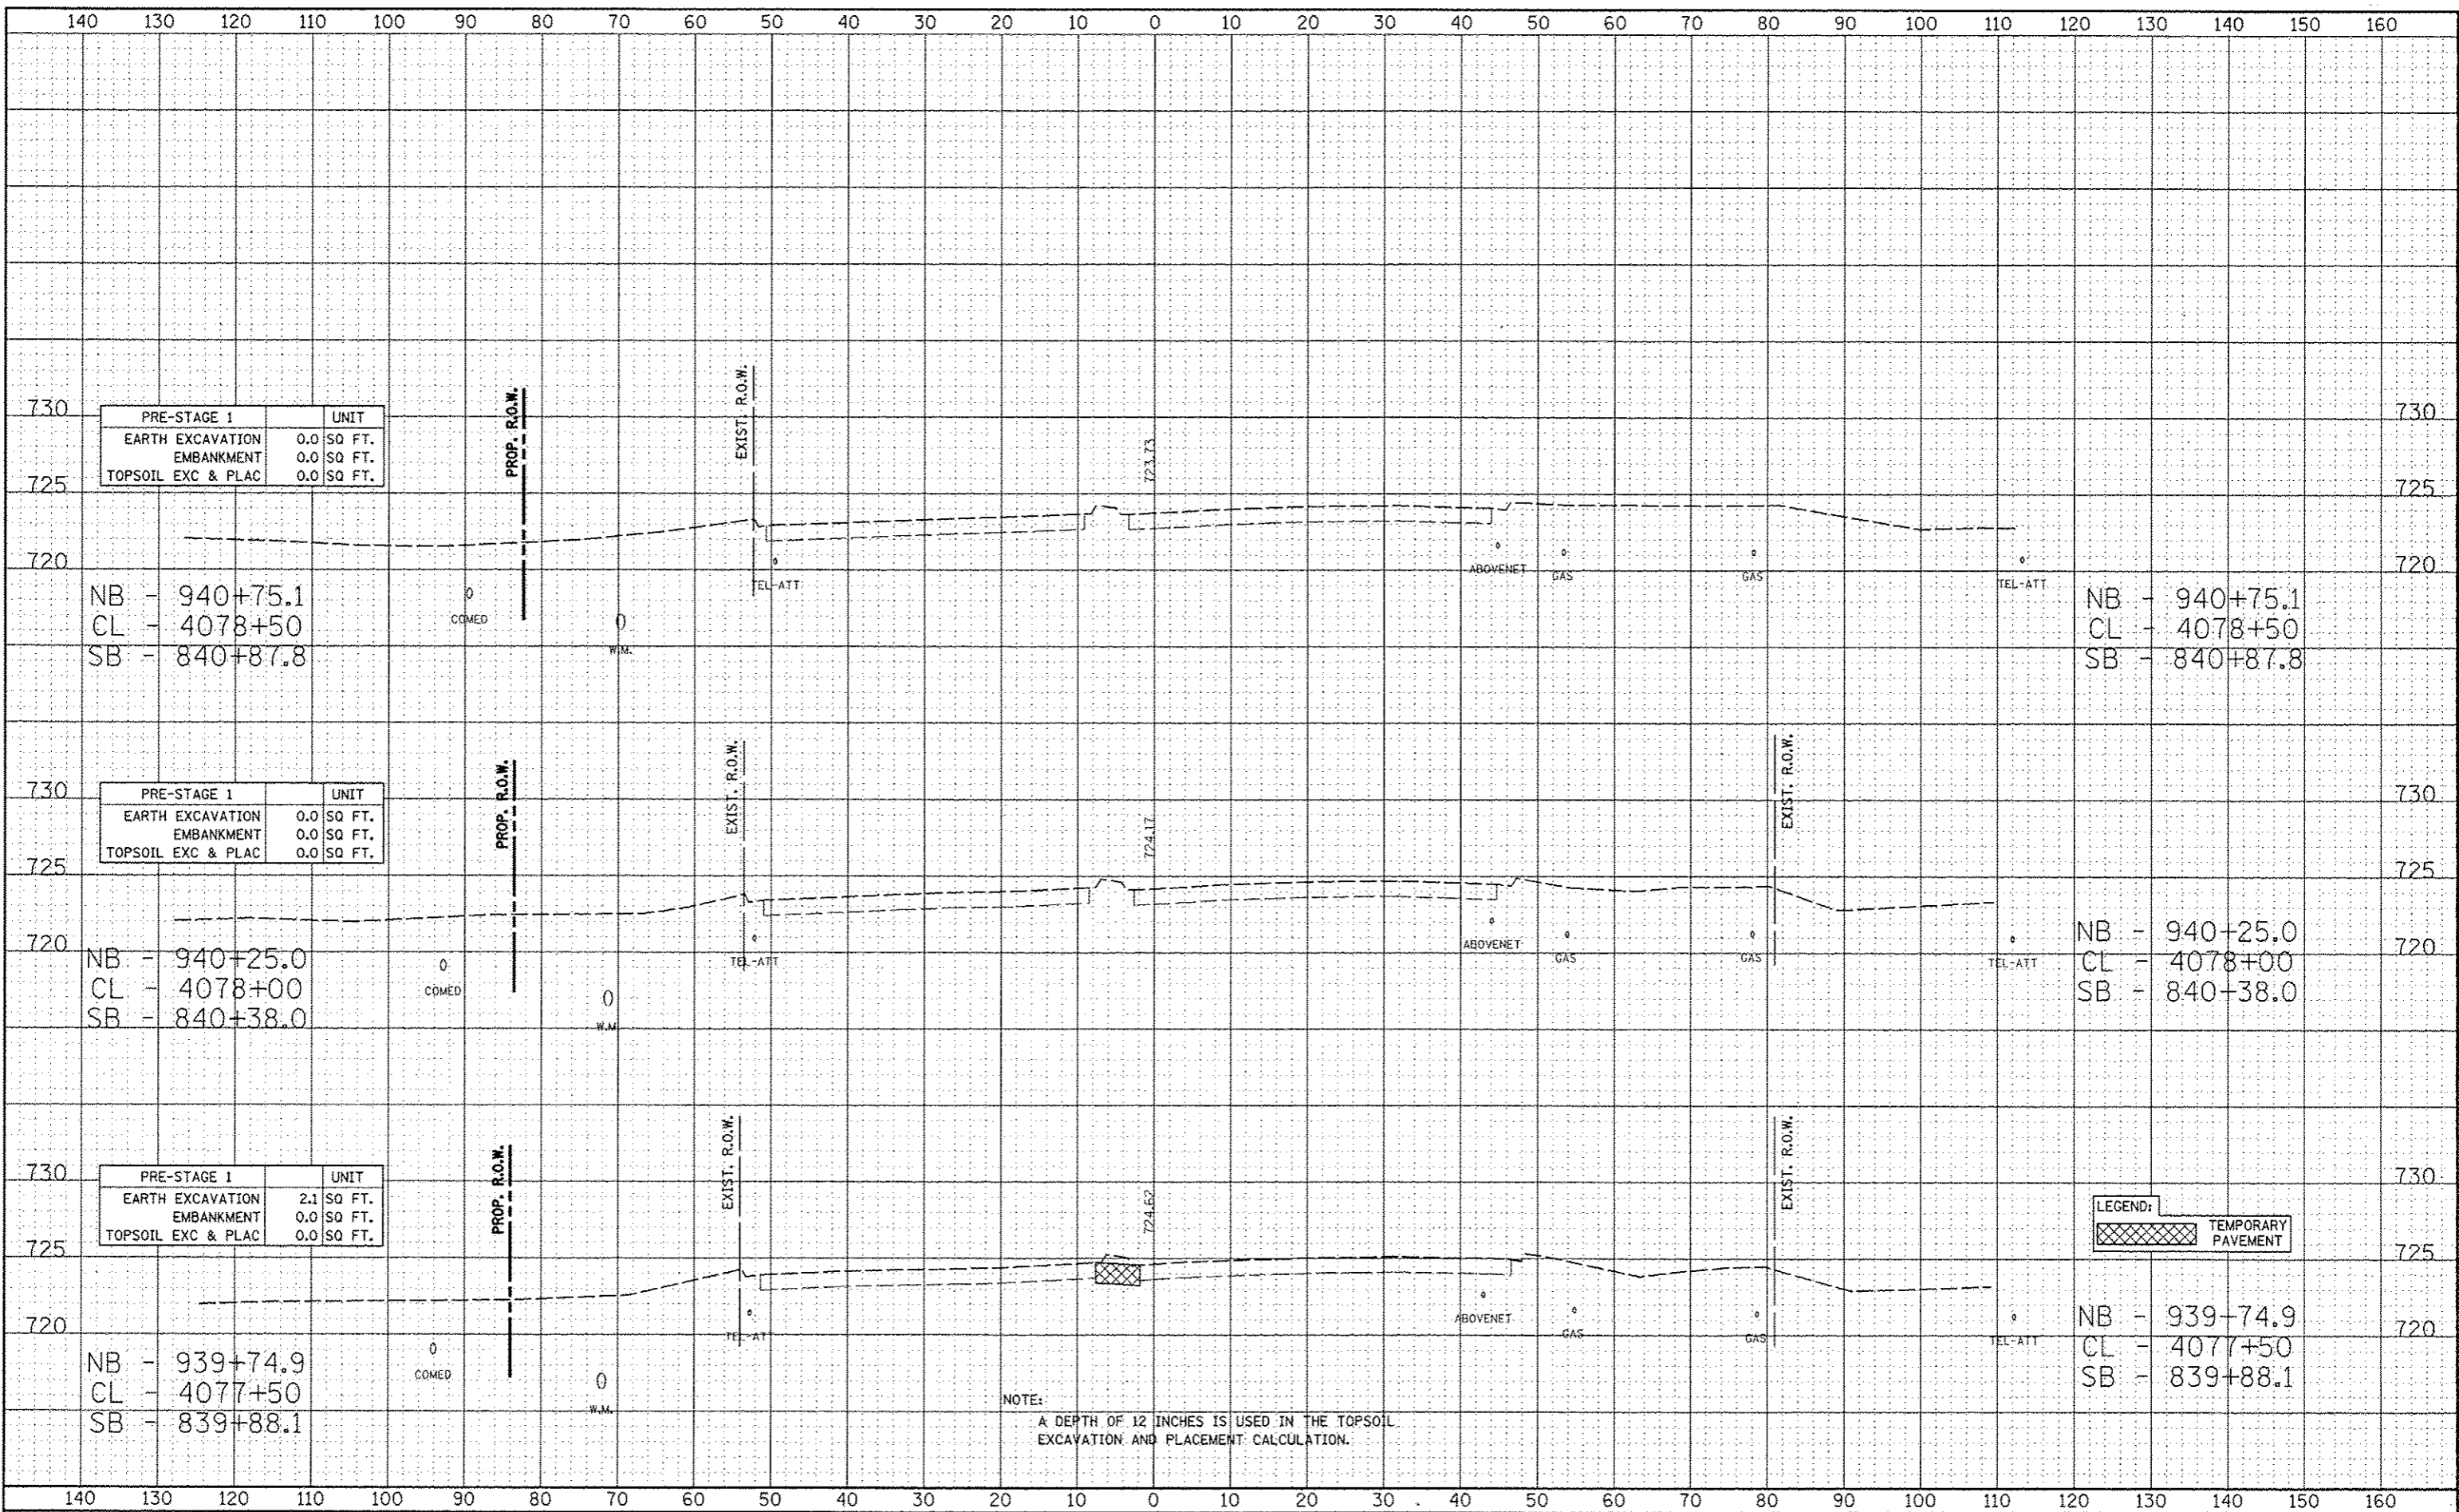 140 130 120 110 100 90 80 70 60 50 40 30 20 10 0 10 20 30 40 50 60 70 80 90 100 110 120 130 140 150 160
730
PRE-STAGE 1 UNIT
EARTH EXCAVATION 0.0 SQ FT.
EMBANKMENT 0.0 SQ FT.
TOPSOIL EXC & PLAC 0.0 SQ FT.
PROP. R.O.W.
EXIST. R.O.W.
723.73
730
725
725
720
720
COMED
W.M.
TEL-ATT
ABOVENET
GAS
GAS
TEL-ATT
NB - 940+75.1
CL - 4078+50
SB - 840+87.8
NB - 940+75.1
CL - 4078+50
SB - 840+87.8
730
PRE-STAGE 1 UNIT
EARTH EXCAVATION 0.0 SQ FT.
EMBANKMENT 0.0 SQ FT.
TOPSOIL EXC & PLAC 0.0 SQ FT.
PROP. R.O.W.
EXIST. R.O.W.
724.17
EXIST. R.O.W.
730
725
725
720
720
COMED
W.M.
TEL-ATT
ABOVENET
GAS
GAS
TEL-ATT
NB - 940+25.0
CL - 4078+00
SB - 840+38.0
NB - 940+25.0
CL - 4078+00
SB - 840+38.0
730
PRE-STAGE 1 UNIT
EARTH EXCAVATION 2.1 SQ FT.
EMBANKMENT 0.0 SQ FT.
TOPSOIL EXC & PLAC 0.0 SQ FT.
PROP. R.O.W.
EXIST. R.O.W.
724.62
EXIST. R.O.W.
730
LEGEND:
TEMPORARY
PAVEMENT
725
725
720
720
COMED
W.M.
TEL-ATT
ABOVENET
GAS
GAS
TEL-ATT
NB - 939+74.9
CL - 4077+50
SB - 839+88.1
NB - 939+74.9
CL - 4077+50
SB - 839+88.1
NOTE:
A DEPTH OF 12 INCHES IS USED IN THE TOPSOIL
EXCAVATION AND PLACEMENT CALCULATION.
140 130 120 110 100 90 80 70 60 50 40 30 20 10 0 10 20 30 40 50 60 70 80 90 100 110 120 130 140 150 160